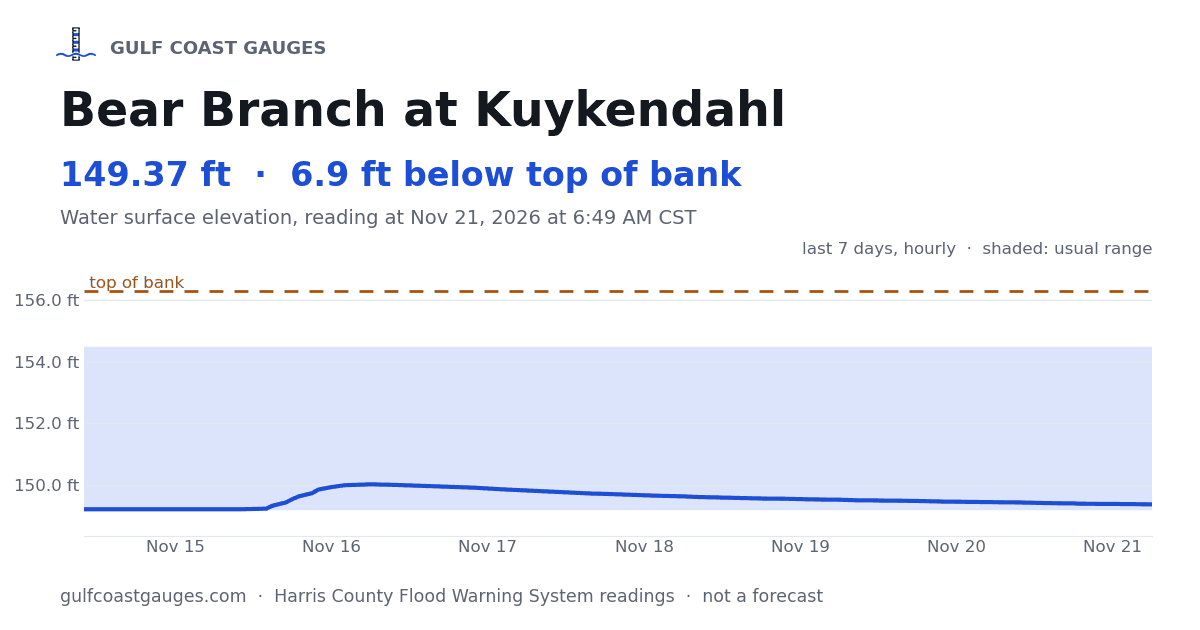 GULF COAST GAUGES
Bear Branch at Kuykendahl
149.37 ft · 6.9 ft below top of bank
Water surface elevation, reading at Nov 21, 2026 at 6:49 AM CST
last 7 days, hourly · shaded: usual range
top of bank
156.0 ft
154.0 ft
152.0 ft
150.0 ft
Nov 15 Nov 16 Nov 17 Nov 18 Nov 19 Nov 20 Nov 21
gulfcoastgauges.com · Harris County Flood Warning System readings · not a forecast